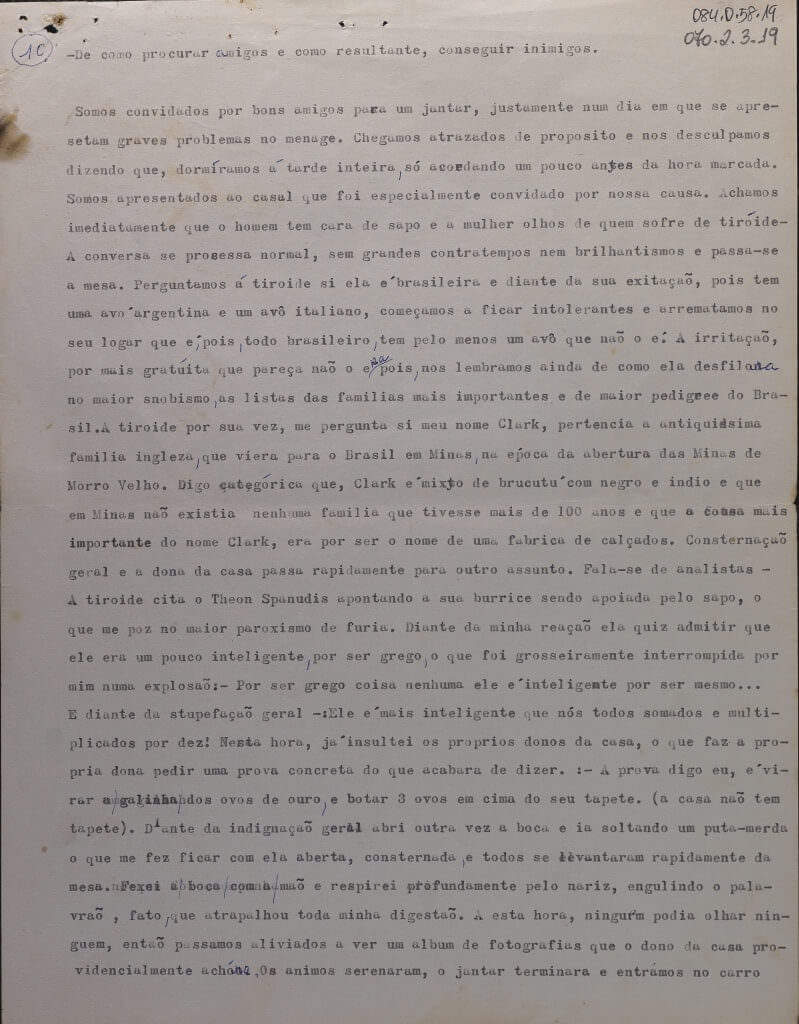 084.D.58.19
070.2.3.19
10
-De como procurar amigos e como resultante, conseguir inimigos.
Somos convidados por bons amigos para um jantar, justamente num dia em que se apre-
setam graves problemas no menage. Chegamos atrazados de proposito e nos desculpamos
dizendo que, dormíramos á tarde inteira, só acordando um pouco antes da hora marcada.
Somos apresentados ao casal que foi especialmente convidado por nossa causa. Achamos
imediatamente que o homem tem cara de sapo e a mulher olhos de quem sofre de tiróide-
A conversa se prosessa normal, sem grandes contratempos nem brilhantismos e passa-se
a mesa. Perguntamos á tiroide si ela é brasileira e diante da sua exitação, pois tem
uma avó argentina e um avô italiano, começamos a ficar intolerantes e arrematamos no
seu logar que é, pois, todo brasileiro, tem pelo menos um avô que não o é. A irritação,
por mais gratúita que pareça não o era pois, nos lembramos ainda de como ela desfilava
no maior snobismo, as listas das familias mais importantes e de maior pedigree do Bra-
sil. A tiroide por sua vez, me pergunta si meu nome Clark, pertencia a antiquissima
familia ingleza, que viera para o Brasil em Minas, na época da abertura das Minas de
Morro Velho. Digo categórica que, Clark é mixto de brucutú com negro e indio e que
em Minas não existia nenhuma familia que tivesse mais de 100 anos e que a cousa mais
importante do nome Clark, era por ser o nome de uma fabrica de calçados. Consternação
geral e a dona da casa passa rapidamente para outro assunto. Fala-se de analistas -
A tiroide cita o Theon Spanudis apontando a sua burrice sendo apoiada pelo sapo, o
que me poz no maior paroxismo de furia. Diante da minha reação ela quiz admitir que
ele era um pouco inteligente, por ser grego, o que foi grosseiramente interrompida por
mim numa explosão:- Por ser grego coisa nenhuma ele é inteligente por ser mesmo...
E diante da stupefação geral -:Ele é mais inteligente que nós todos somados e multi-
plicados por dez! Nesta hora, já insultei os proprios donos da casa, o que faz a pro-
pria dona pedir uma prova concreta do que acabara de dizer. :- A prova digo eu, é vi-
rar a galinha dos ovos de ouro, e botar 3 ovos em cima do seu tapete. (a casa não tem
tapete). Diante da indignação geral abri outra vez a boca e ia soltando um puta-merda
o que me fez ficar com ela aberta, consternada, e todos se levantaram rapidamente da
mesa. Fexei a boca com a mão e respirei profundamente pelo nariz, engulindo o pala-
vrão , fato, que atrapalhou toda minha digestão. A esta hora, ninguém podia olhar nin-
guem, então passamos aliviados a ver um album de fotografias que o dono da casa pro-
videncialmente achára, Os animos serenaram, o jantar terminara e entrámos no carro